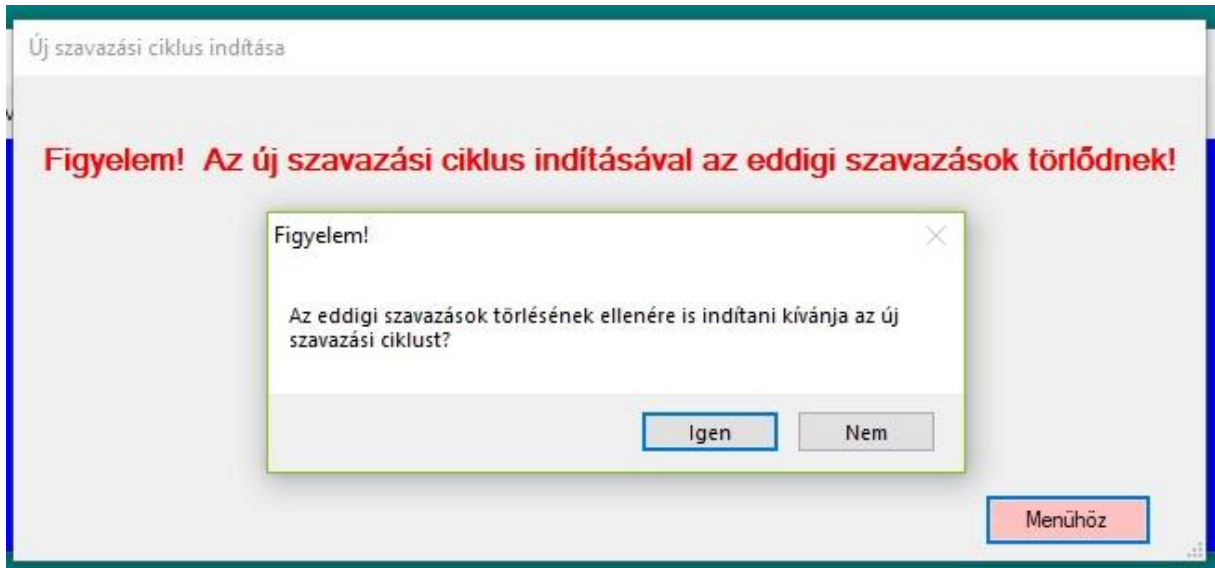 Új szavazási ciklus indítása
Figyelem! Az új szavazási ciklus indításával az eddigi szavazások törlődnek!
Figyelem!
Az eddigi szavazások törlésének ellenére is indítani kívánja az új
szavazási ciklust?
Igen
Nem
Menühöz